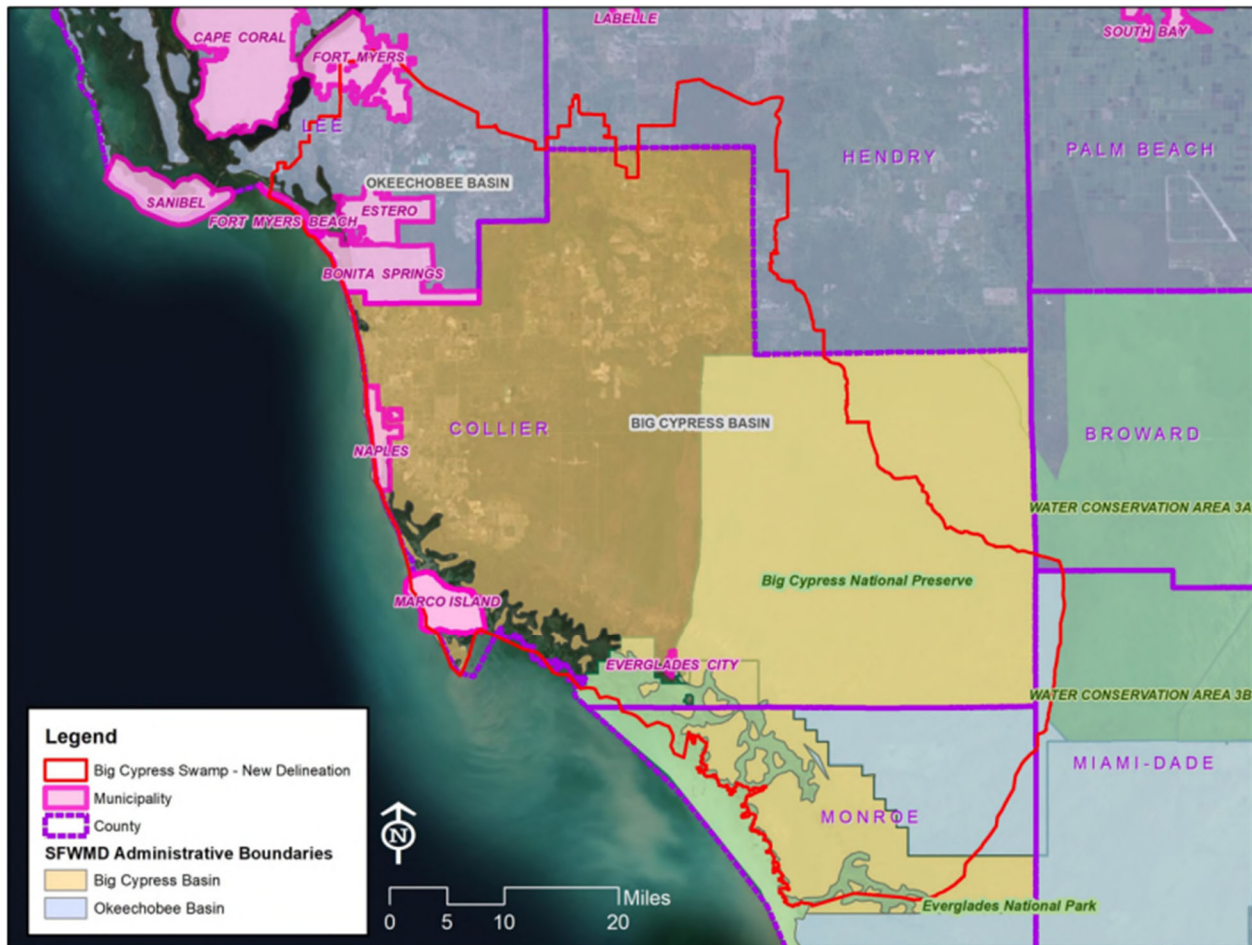 LABELLE
SOUTH BAY
CAPE CORAL
FORT MYERS
LEE
HENDRY
PALM BEACH
OKEECHOBEE BASIN
SANIBEL
ESTERO
FORT MYERS BEACH
BONITA SPRINGS
COLLIER
BIG CYPRESS BASIN
BROWARD
NAPLES
WATER CONSERVATION AREA 3A
Big Cypress National Preserve
MARCO ISLAND
EVERGLADES CITY
WATER CONSERVATION AREA 3B
MIAMI-DADE
MONROE
Everglades National Park
Legend
Big Cypress Swamp - New Delineation
Municipality
County
SFWMD Administrative Boundaries
Big Cypress Basin
Okeechobee Basin
N
Miles
0 5 10 20